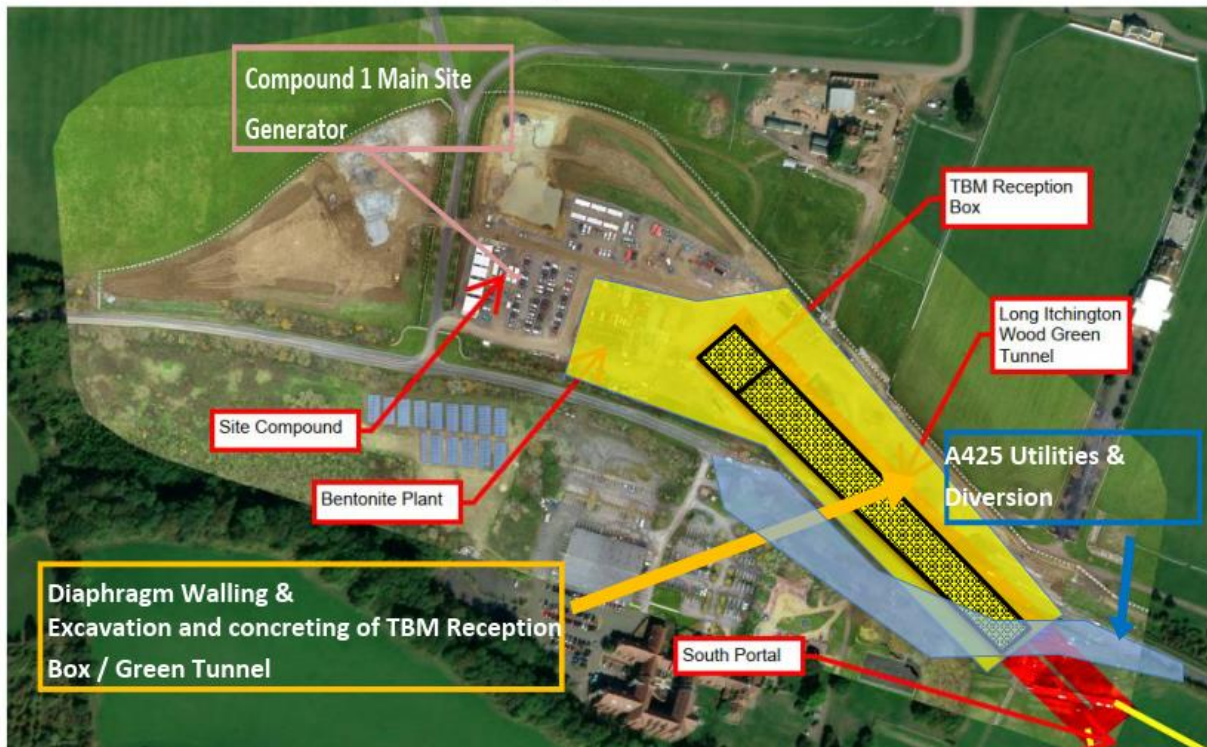 Compound 1 Main Site
Generator
TBM Reception
Box
Long Itchington
Wood Green
Tunnel
Site Compound
A425 Utilities &
Diversion
Bentonite Plant
Diaphragm Walling &
Excavation and concreting of TBM Reception
Box / Green Tunnel
South Portal